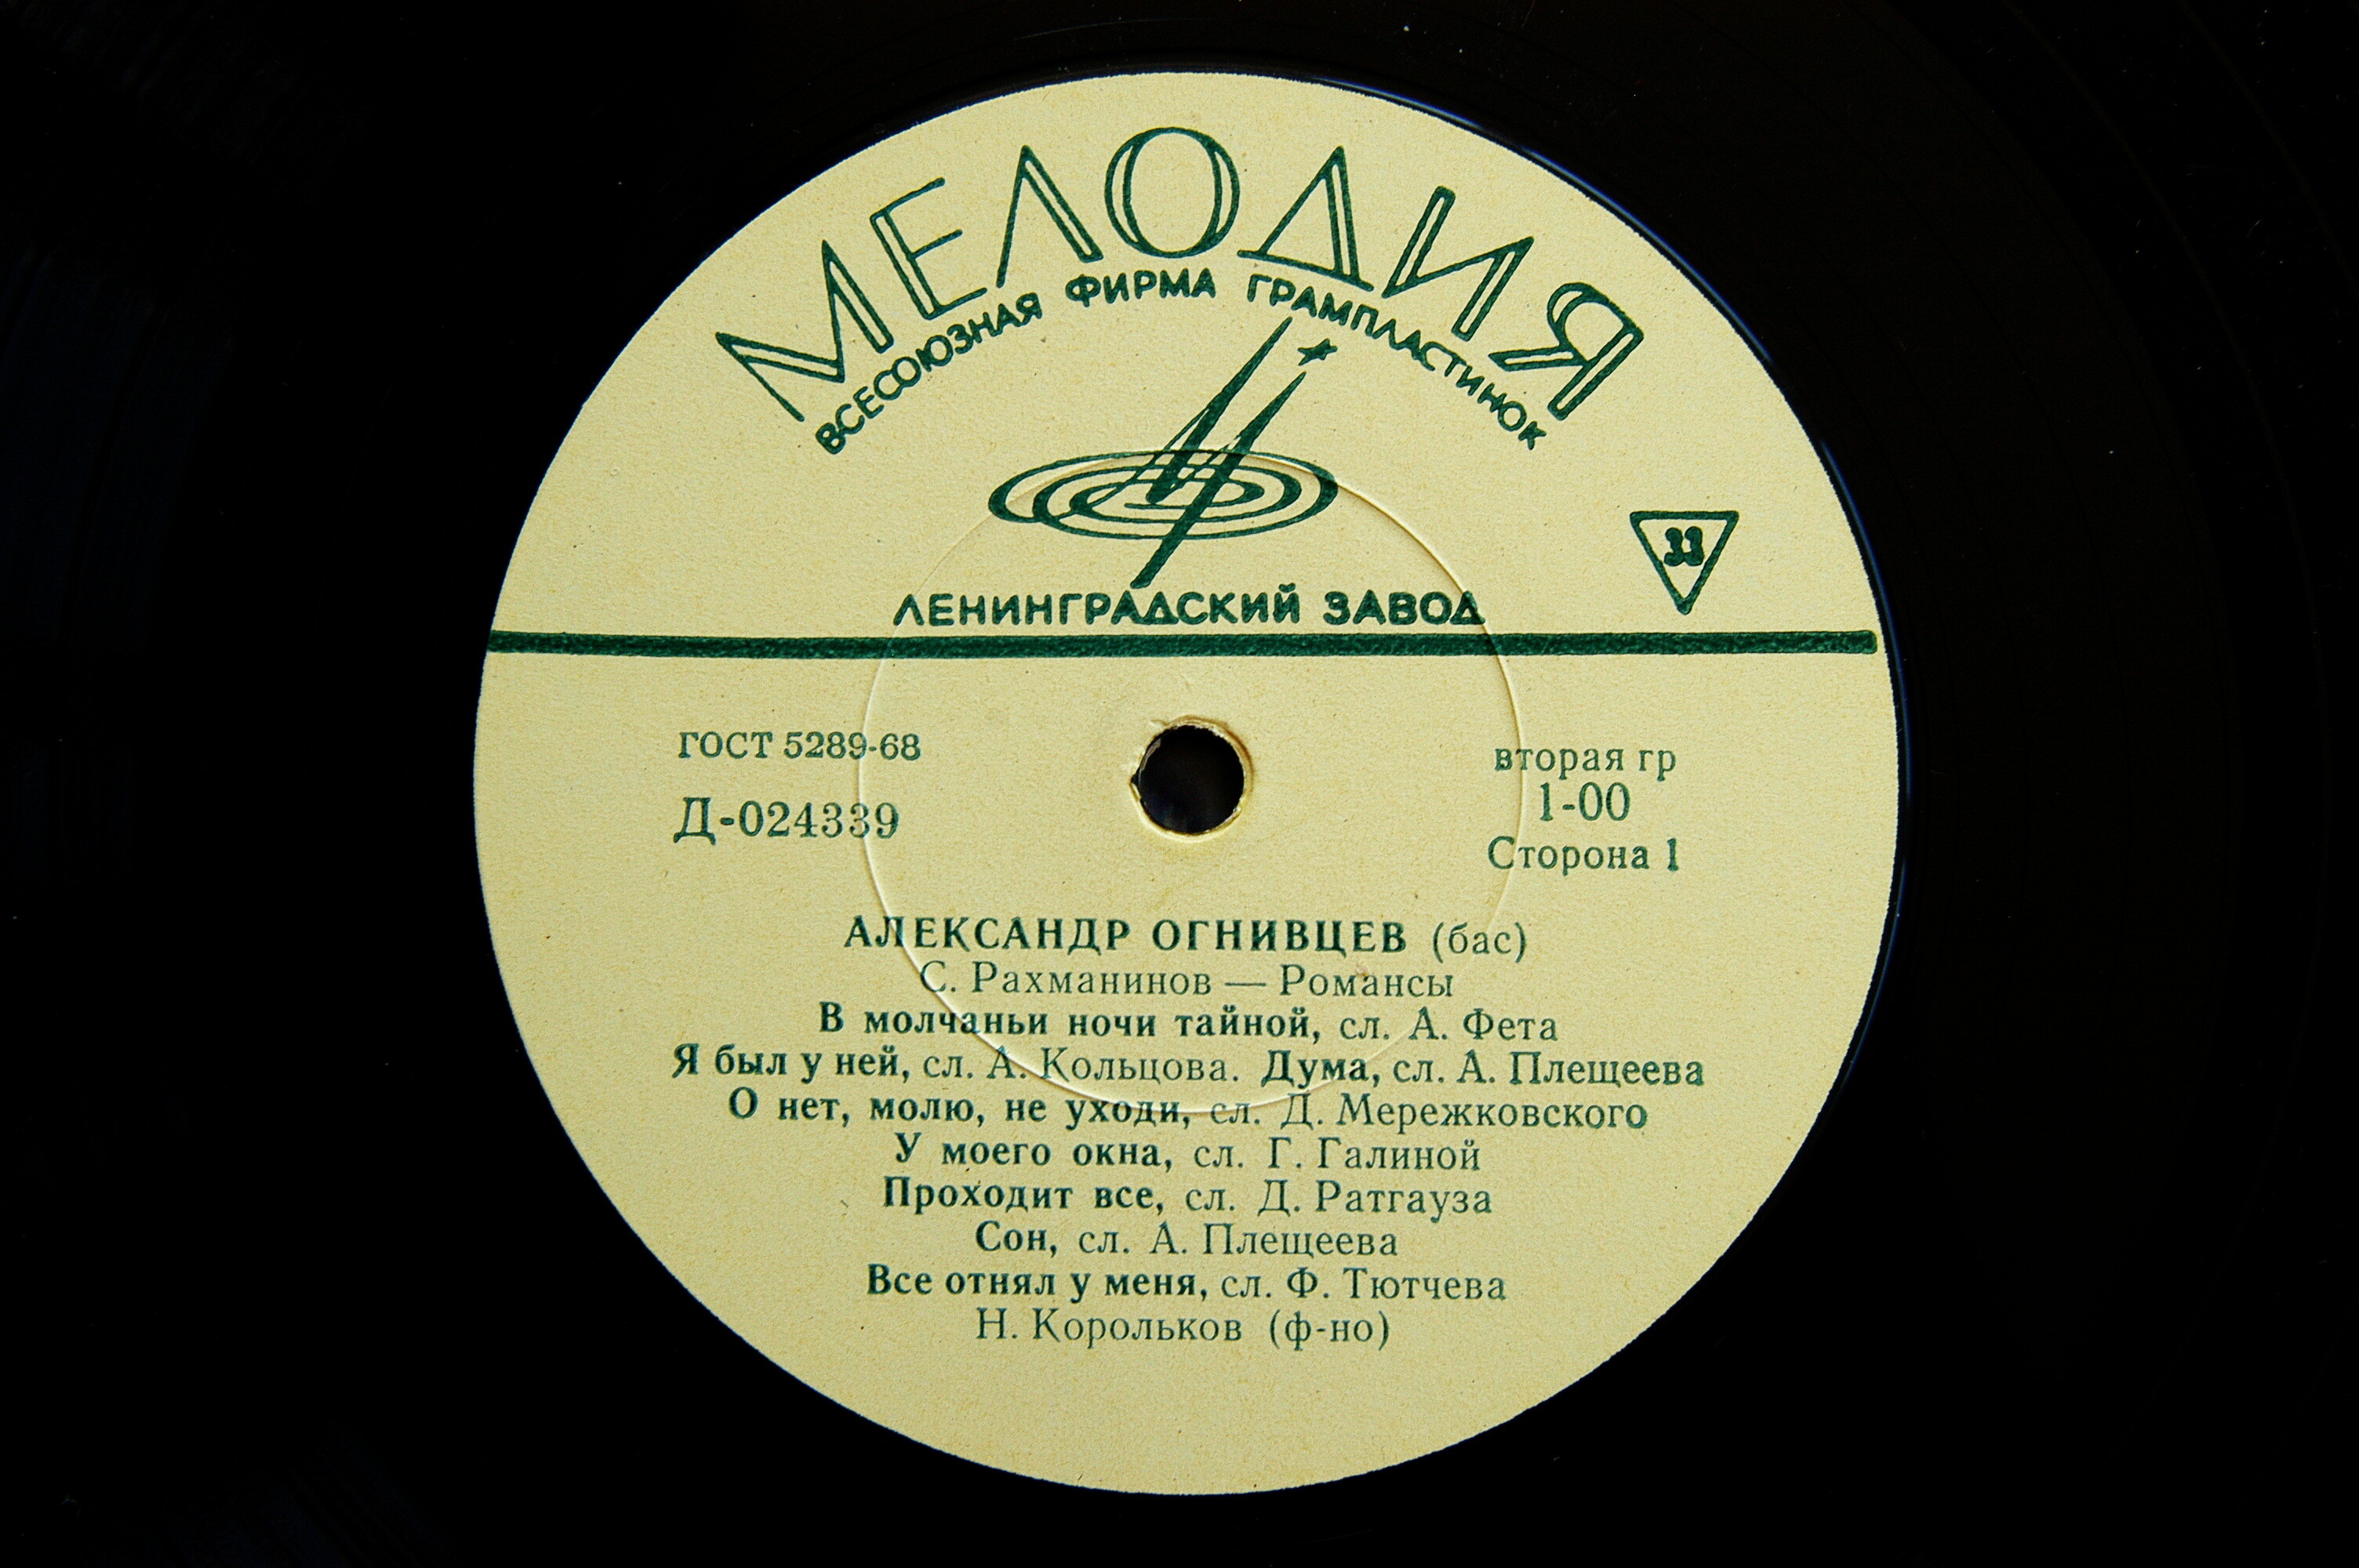 МЕЛОДИЯ
ВСЕСОЮЗНАЯ ФИРМА ГРАМПЛАСТИНОК
33
ЛЕНИНГРАДСКИЙ ЗАВОД
ГОСТ 5289-68
Д-024339
вторая гр
1-00
Сторона 1
АЛЕКСАНДР ОГНИВЦЕВ (бас)
С. Рахманинов — Романсы
В молчаньи ночи тайной, сл. А. Фета
Я был у ней, сл. А. Кольцова. Дума, сл. А. Плещеева
О нет, молю, не уходи, сл. Д. Мережковского
У моего окна, сл. Г. Галиной
Проходит все, сл. Д. Ратгауза
Сон, сл. А. Плещеева
Все отнял у меня, сл. Ф. Тютчева
Н. Корольков (ф-но)